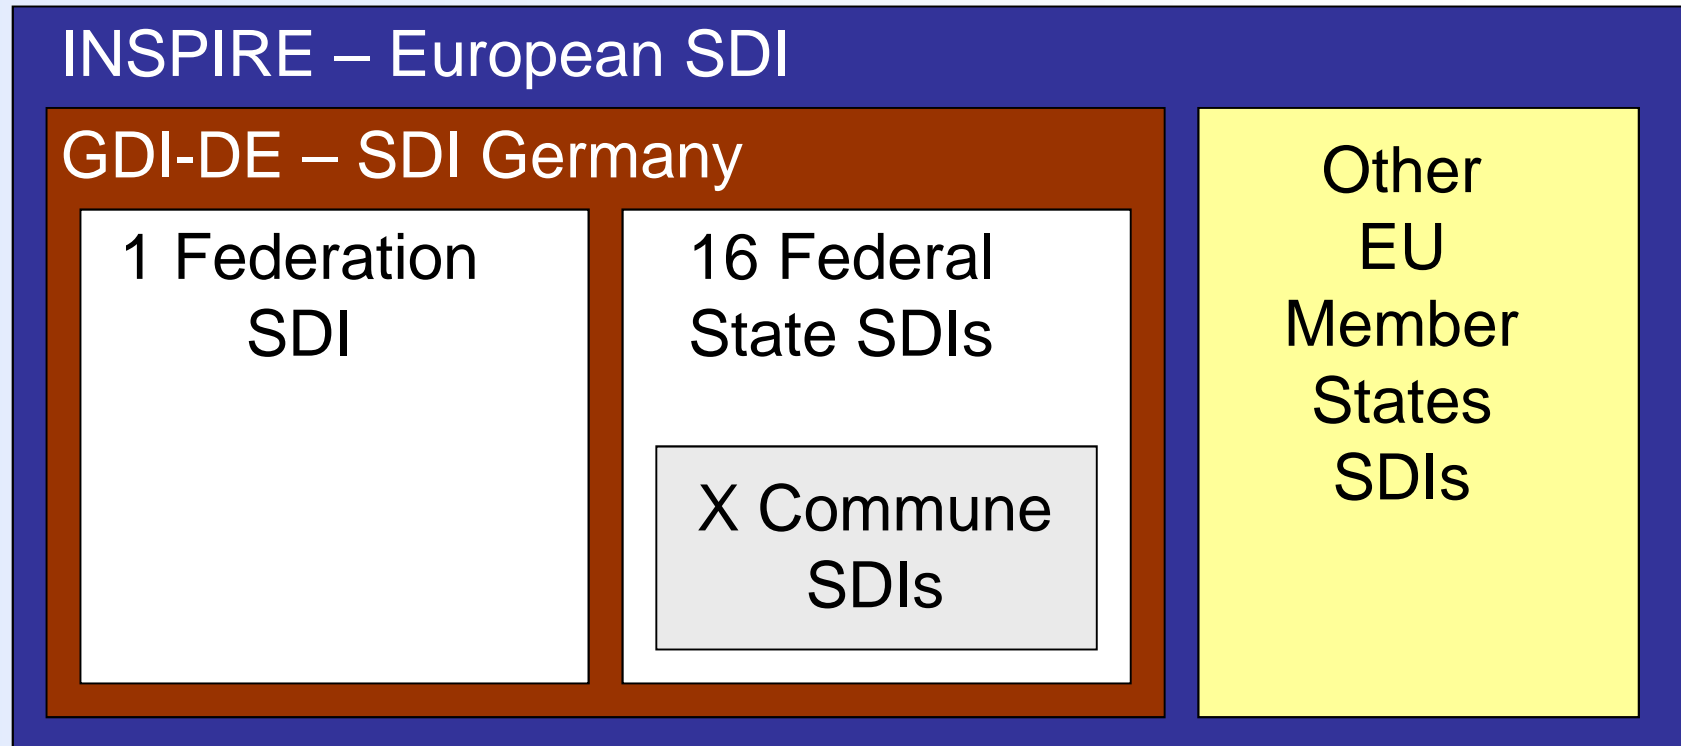 INSPIRE – European SDI
GDI-DE – SDI Germany
1 Federation
SDI
16 Federal
State SDIs
X Commune
SDIs
Other
EU
Member
States
SDIs